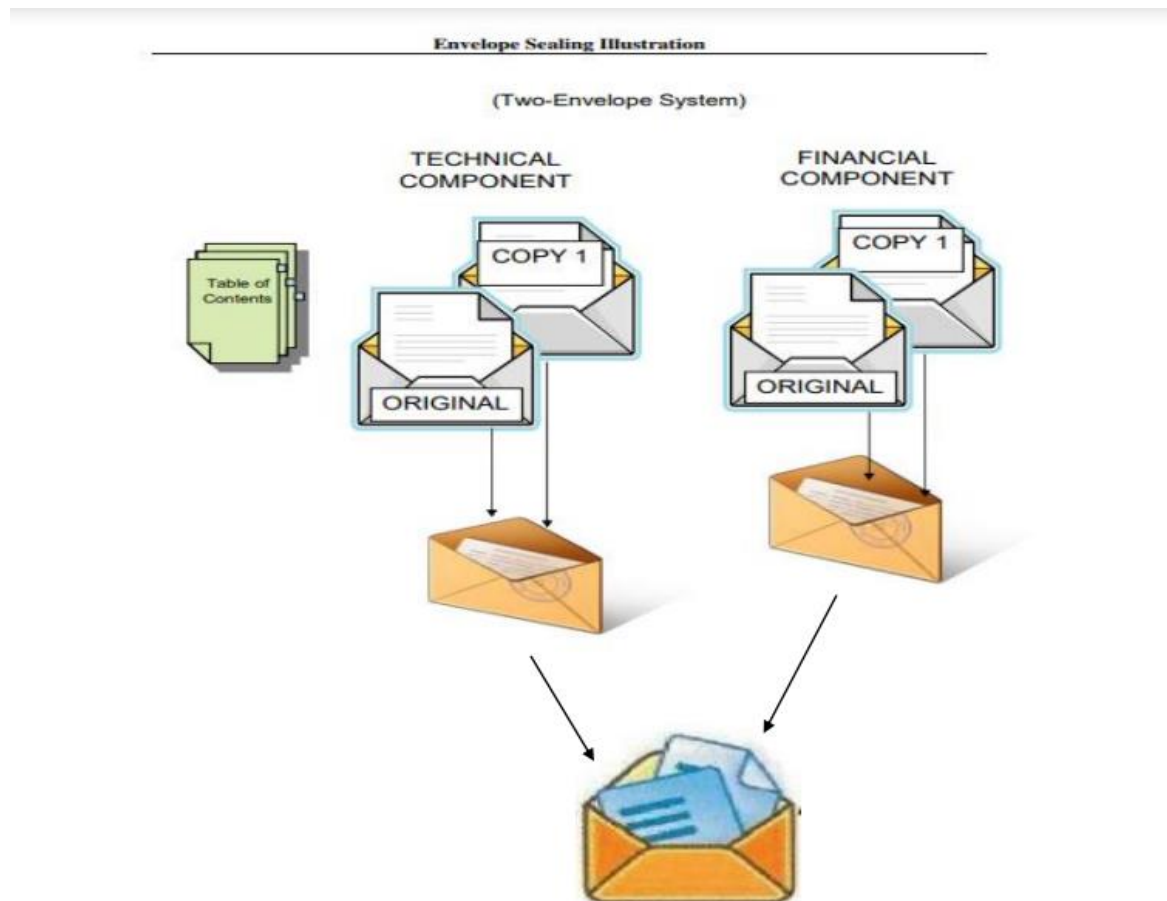 Envelope Sealing Illustration
(Two-Envelope System)
TECHNICAL
COMPONENT
FINANCIAL
COMPONENT
Table of
Contents
COPY 1
ORIGINAL
COPY 1
ORIGINAL